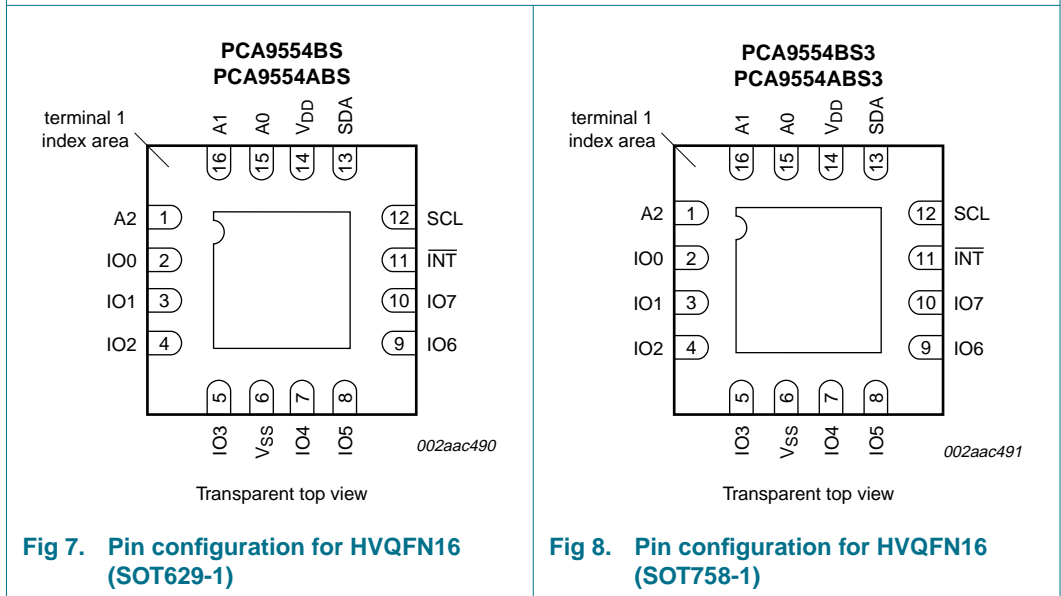 PCA9554BS
PCA9554ABS
terminal 1
index area
A1 A0 VDD SDA
16 15 14 13
A2 1 12 SCL
IO0 2 11 INT
IO1 3 10 IO7
IO2 4 9 IO6
5 6 7 8
IO3 VSS IO4 IO5
002aac490
Transparent top view
Fig 7. Pin configuration for HVQFN16
(SOT629-1)
PCA9554BS3
PCA9554ABS3
terminal 1
index area
A1 A0 VDD SDA
16 15 14 13
A2 1 12 SCL
IO0 2 11 INT
IO1 3 10 IO7
IO2 4 9 IO6
5 6 7 8
IO3 VSS IO4 IO5
002aac491
Transparent top view
Fig 8. Pin configuration for HVQFN16
(SOT758-1)